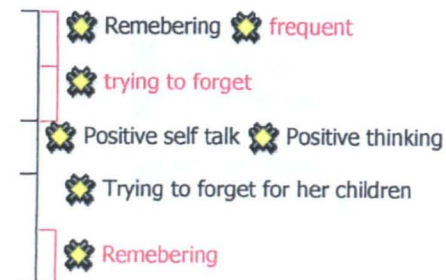 Remebering frequent
trying to forget
Positive self talk Positive thinking
Trying to forget for her children
Remebering